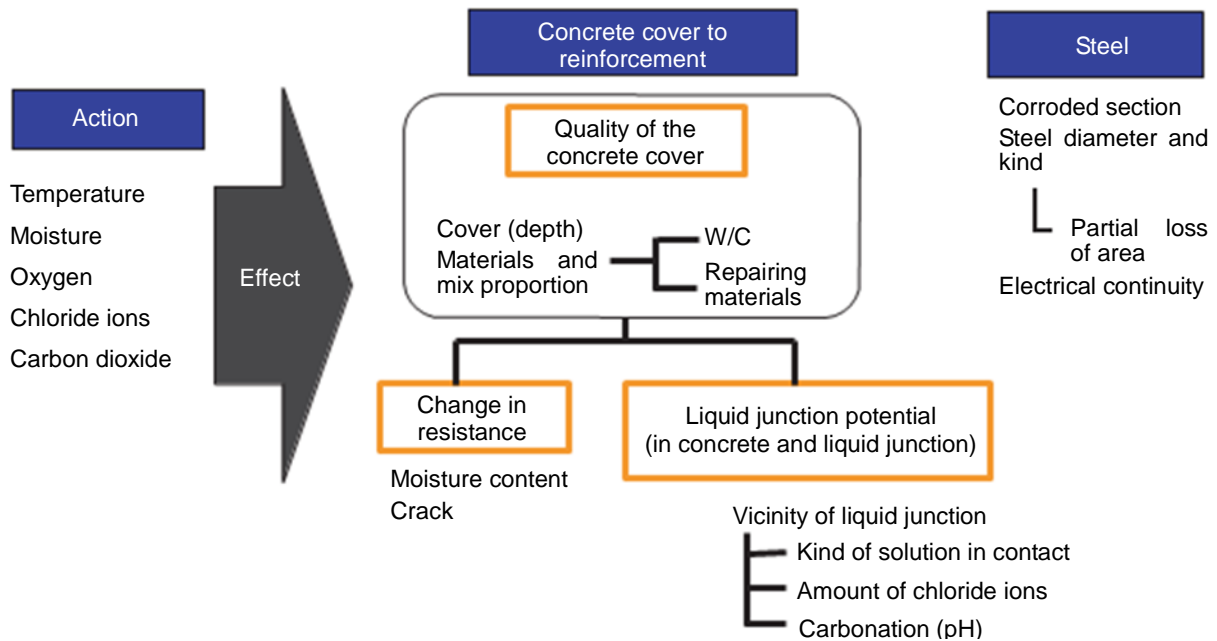 Action
Temperature
Moisture
Oxygen
Chloride ions
Carbon dioxide
Effect
Concrete cover to
reinforcement
Quality of the
concrete cover
Cover (depth)
Materials and
mix proportion
W/C
Repairing
materials
Change in
resistance
Moisture content
Crack
Liquid junction potential
(in concrete and liquid junction)
Vicinity of liquid junction
Kind of solution in contact
Amount of chloride ions
Carbonation (pH)
Steel
Corroded section
Steel diameter and
kind
Partial loss
of area
Electrical continuity